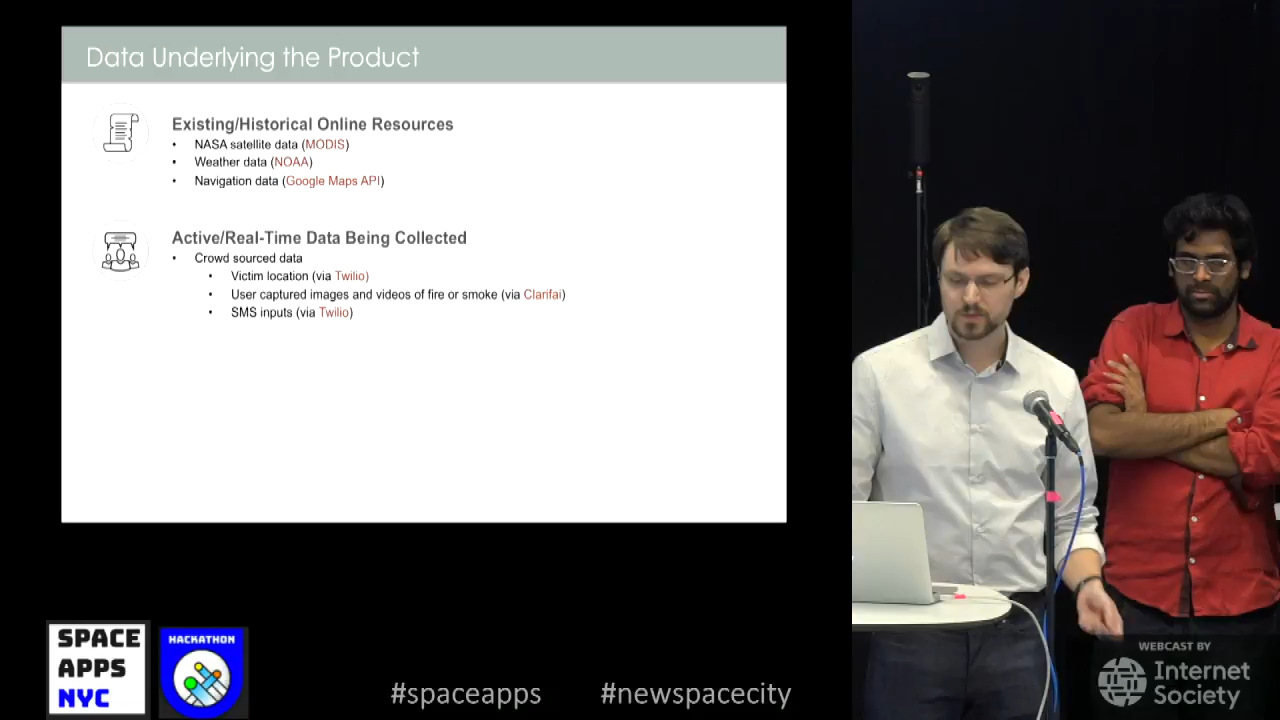 Data Underlying the Product
Existing/Historical Online Resources
• NASA satellite data (MODIS)
• Weather data (NOAA)
• Navigation data (Google Maps API)
Active/Real-Time Data Being Collected
• Crowd sourced data
• Victim location (via Twilio)
• User captured images and videos of fire or smoke (via Clarifai)
• SMS inputs (via Twilio)
SPACE
APPS
NYC
HACKATHON
#spaceapps #newspacecity
WEBCAST BY
Internet
Society